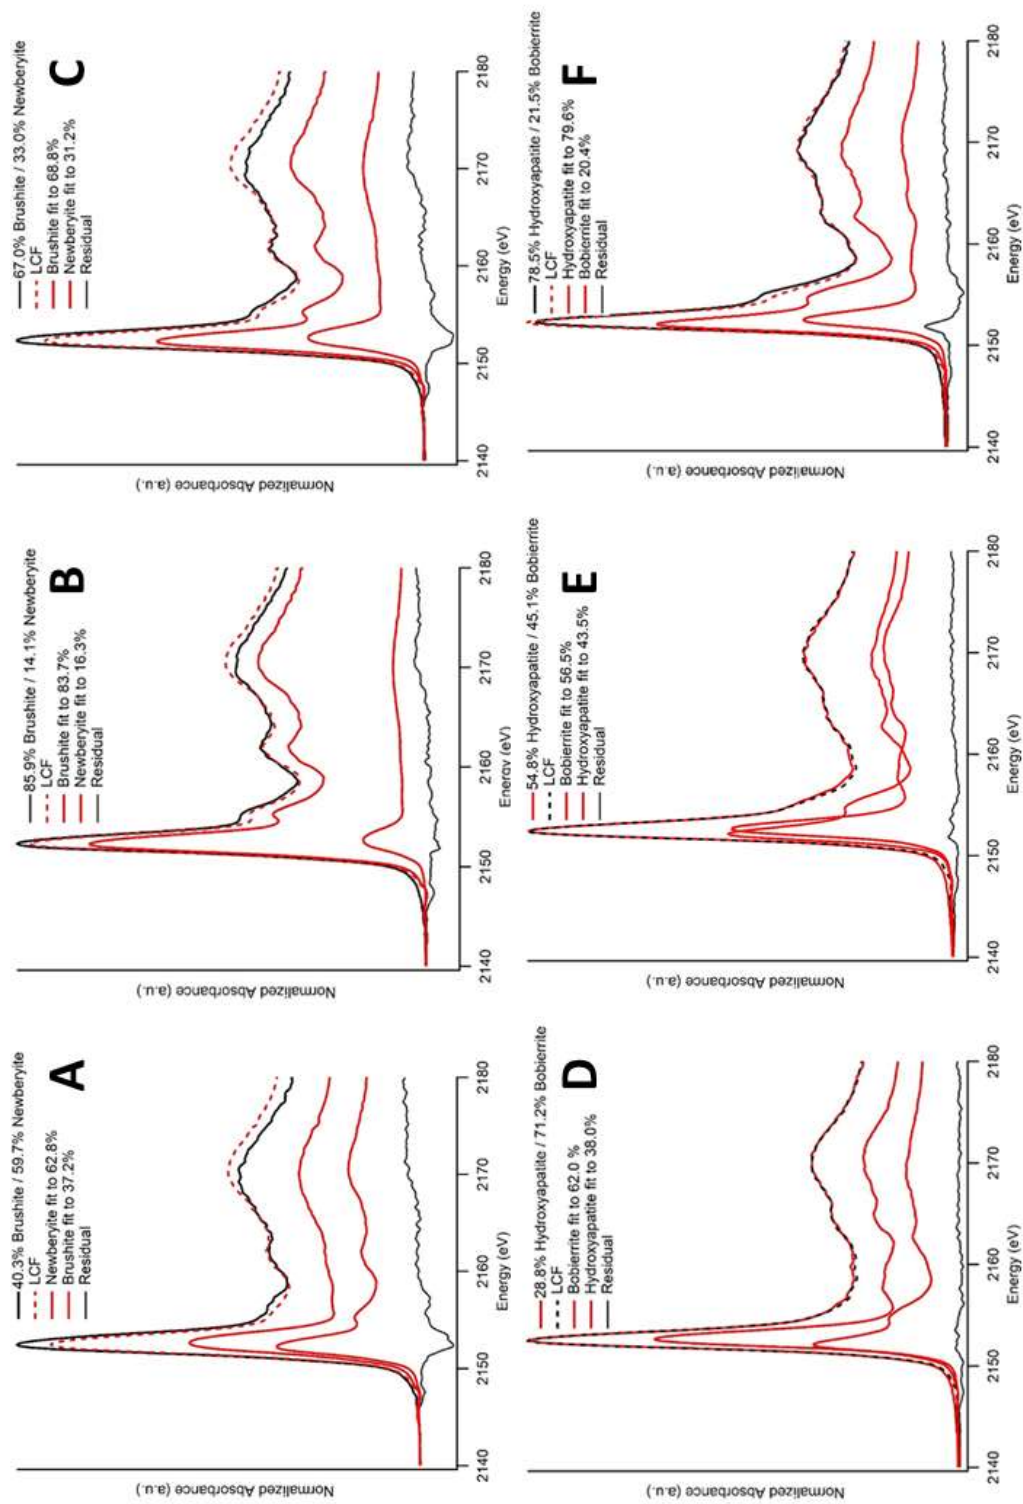 A
40.3% Brushite / 59.7% Newberyite
LCF
Newberyite fit to 62.8%
Brushite fit to 37.2%
Residual
Normalized Absorbance (a.u.)
2140
2150
2160
2170
2180
Energy (eV)
B
85.9% Brushite / 14.1% Newberyite
LCF
Brushite fit to 83.7%
Newberyite fit to 16.3%
Residual
Normalized Absorbance (a.u.)
2140
2150
2160
2170
2180
Energy (eV)
C
67.0% Brushite / 33.0% Newberyite
LCF
Brushite fit to 68.8%
Newberyite fit to 31.2%
Residual
Normalized Absorbance (a.u.)
2140
2150
2160
2170
2180
Energy (eV)
D
28.8% Hydroxyapatite / 71.2% Bobierrite
LCF
Bobierrite fit to 62.0 %
Hydroxyapatite fit to 38.0%
Residual
Normalized Absorbance (a.u.)
2140
2150
2160
2170
2180
Energy (eV)
E
54.8% Hydroxyapatite / 45.1% Bobierrite
LCF
Bobierrite fit to 56.5%
Hydroxyapatite fit to 43.5%
Residual
Normalized Absorbance (a.u.)
2140
2150
2160
2170
2180
Energy (eV)
F
78.5% Hydroxyapatite / 21.5% Bobierrite
LCF
Hydroxyapatite fit to 79.6%
Bobierrite fit to 20.4%
Residual
Normalized Absorbance (a.u.)
2140
2150
2160
2170
2180
Energy (eV)